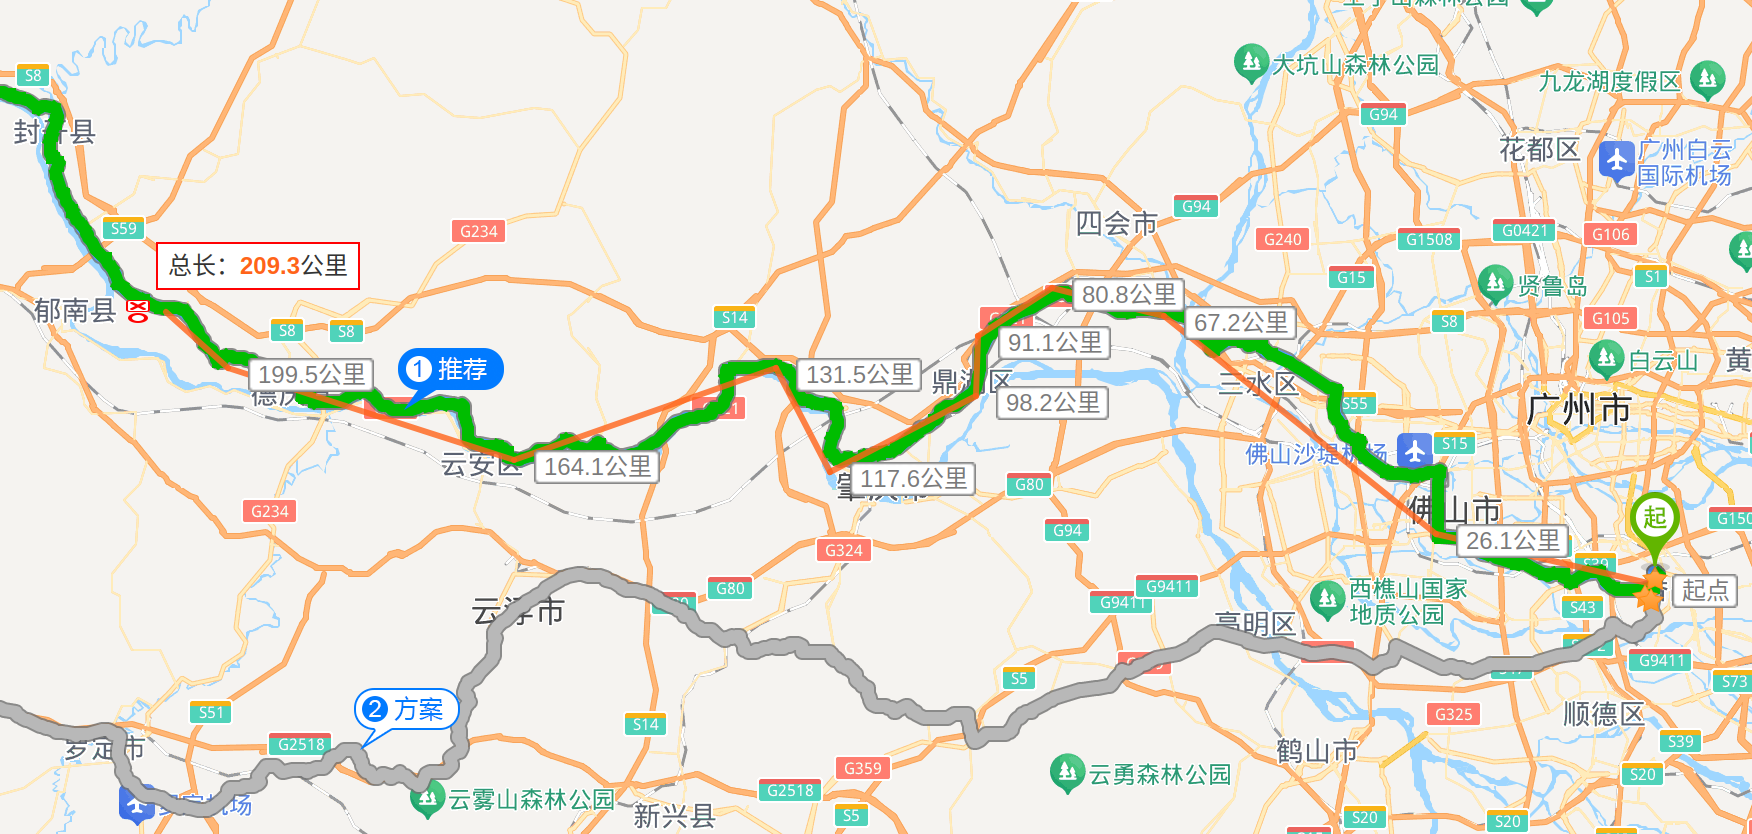 大坑山森林公园
九龙湖度假区
S8
封开县
G94
花都区
广州白云
国际机场
S59
G234
四会市
G94
G240
G1508
G0421
G106
总长：209.3公里
G15
S1
贤鲁岛
郁南县
S8
S8
S14
80.8公里
67.2公里
S8
G105
91.1公里
白云山
黄
199.5公里
1 推荐
131.5公里
鼎湖区
三水区
98.2公里
S55
广州市
云安区
164.1公里
117.6公里
佛山沙堤机场
S15
G80
G234
佛山市
起
G150
G94
26.1公里
G324
S39
G80
G9411
G9411
西樵山国家
地质公园
起点
S43
云浮市
高明区
G9411
S5
S73
S51
2 方案
S14
G325
顺德区
罗定市
G2518
鹤山市
S39
G359
云勇森林公园
S20
G2518
云雾山森林公园
新兴县
S5
S20
S20